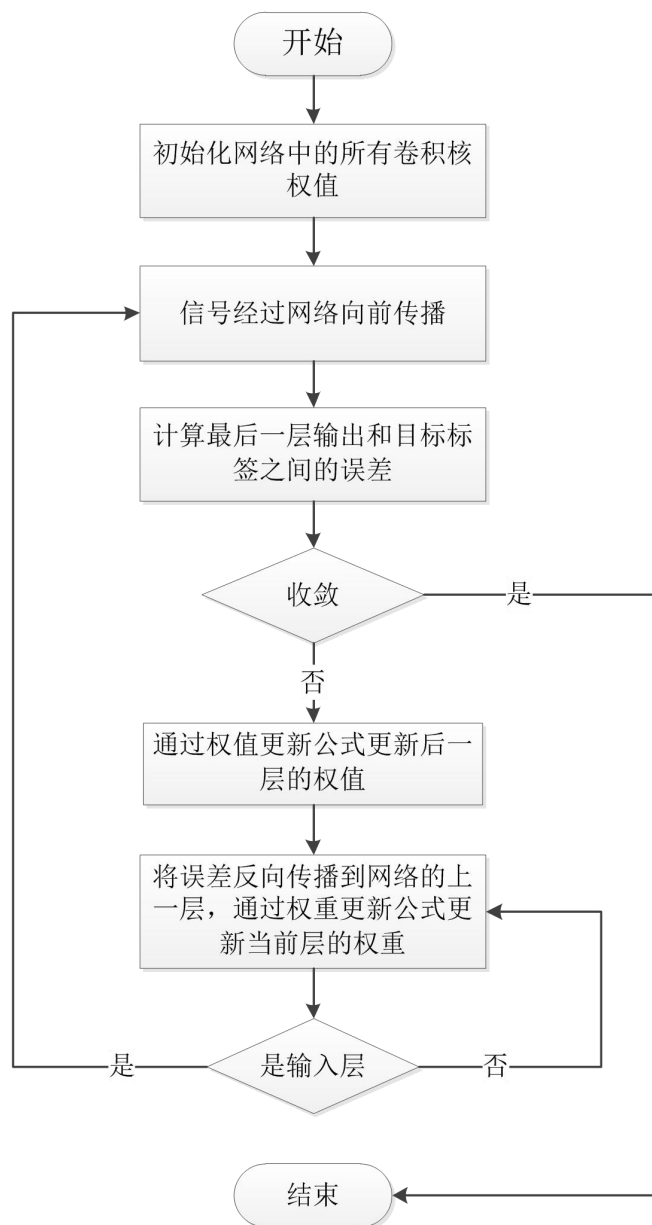 开始
初始化网络中的所有卷积核
权值
信号经过网络向前传播
计算最后一层输出和目标标
签之间的误差
收敛
是
否
通过权值更新公式更新后一
层的权值
将误差反向传播到网络的上
一层，通过权重更新公式更
新当前层的权重
是
是输入层
否
结束